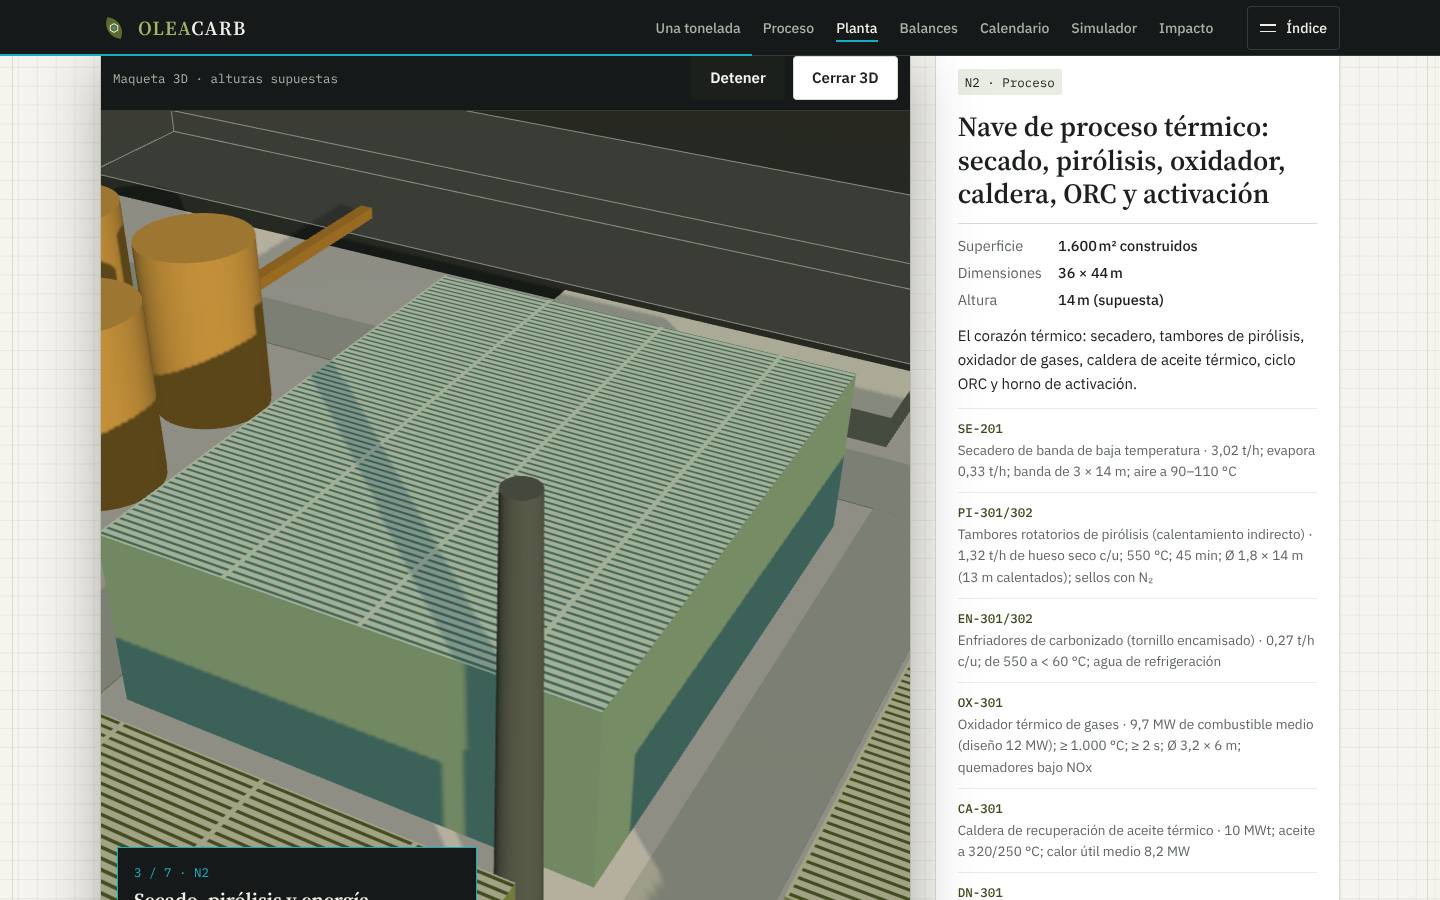 OLEACARB
Una tonelada
Proceso
Planta
Balances
Calendario
Simulador
Impacto
Índice
Maqueta 3D · alturas supuestas
Detener
Cerrar 3D
3 / 7 · N2
Secado, pirólisis y energía
N2 · Proceso
Nave de proceso térmico:
secado, pirólisis, oxidador,
caldera, ORC y activación
Superficie 1.600 m² construidos
Dimensiones 36 × 44 m
Altura 14 m (supuesta)
El corazón térmico: secadero, tambores de pirólisis,
oxidador de gases, caldera de aceite térmico, ciclo
ORC y horno de activación.
SE-201
Secadero de banda de baja temperatura · 3,02 t/h; evapora
0,33 t/h; banda de 3 × 14 m; aire a 90–110 °C
PI-301/302
Tambores rotatorios de pirólisis (calentamiento indirecto) ·
1,32 t/h de hueso seco c/u; 550 °C; 45 min; Ø 1,8 × 14 m
(13 m calentados); sellos con N₂
EN-301/302
Enfriadores de carbonizado (tornillo encamisado) · 0,27 t/h
c/u; de 550 a < 60 °C; agua de refrigeración
OX-301
Oxidador térmico de gases · 9,7 MW de combustible medio
(diseño 12 MW); ≥ 1.000 °C; ≥ 2 s; Ø 3,2 × 6 m;
quemadores bajo NOx
CA-301
Caldera de recuperación de aceite térmico · 10 MWt; aceite
a 320/250 °C; calor útil medio 8,2 MW
DN-301